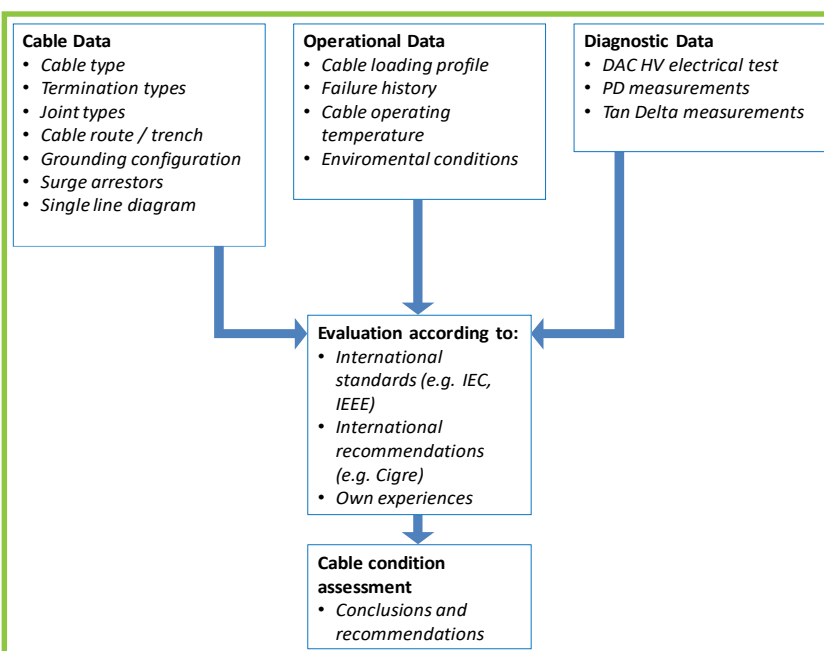 Cable Data
• Cable type
• Termination types
• Joint types
• Cable route / trench
• Grounding configuration
• Surge arrestors
• Single line diagram
Operational Data
• Cable loading profile
• Failure history
• Cable operating
temperature
• Enviromental conditions
Diagnostic Data
• DAC HV electrical test
• PD measurements
• Tan Delta measurements
Evaluation according to:
• International
standards (e.g. IEC,
IEEE)
• International
recommendations
(e.g. Cigre)
• Own experiences
Cable condition
assessment
• Conclusions and
recommendations